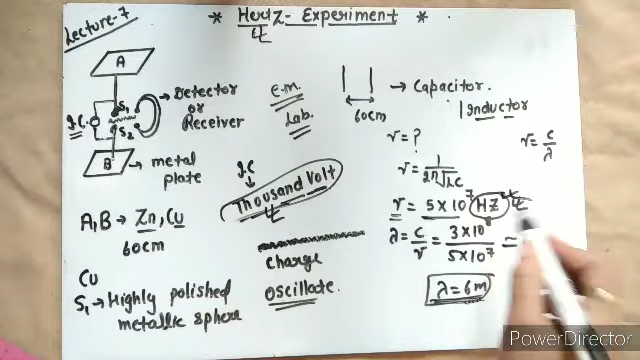 Lecture-7
* Hertz Experiment *
A
S₁
I.C.
S₂
B
→ Detector
or
Receiver
→ metal
plate
e.m.
Lab.
60cm
→ Capacitor.
Inductor
ν = ?
ν = c/λ
ν = 1/2π√LC
I.C
↓
Thousand Volt
ν = 5×10⁷ HZ
A,B → Zn, Cu
60cm
λ = c/ν = 3×10/5×10⁷ ≃
charge
oscillate.
λ = 6m
Cu
S₁ → Highly polished
metallic sphere
PowerDirector